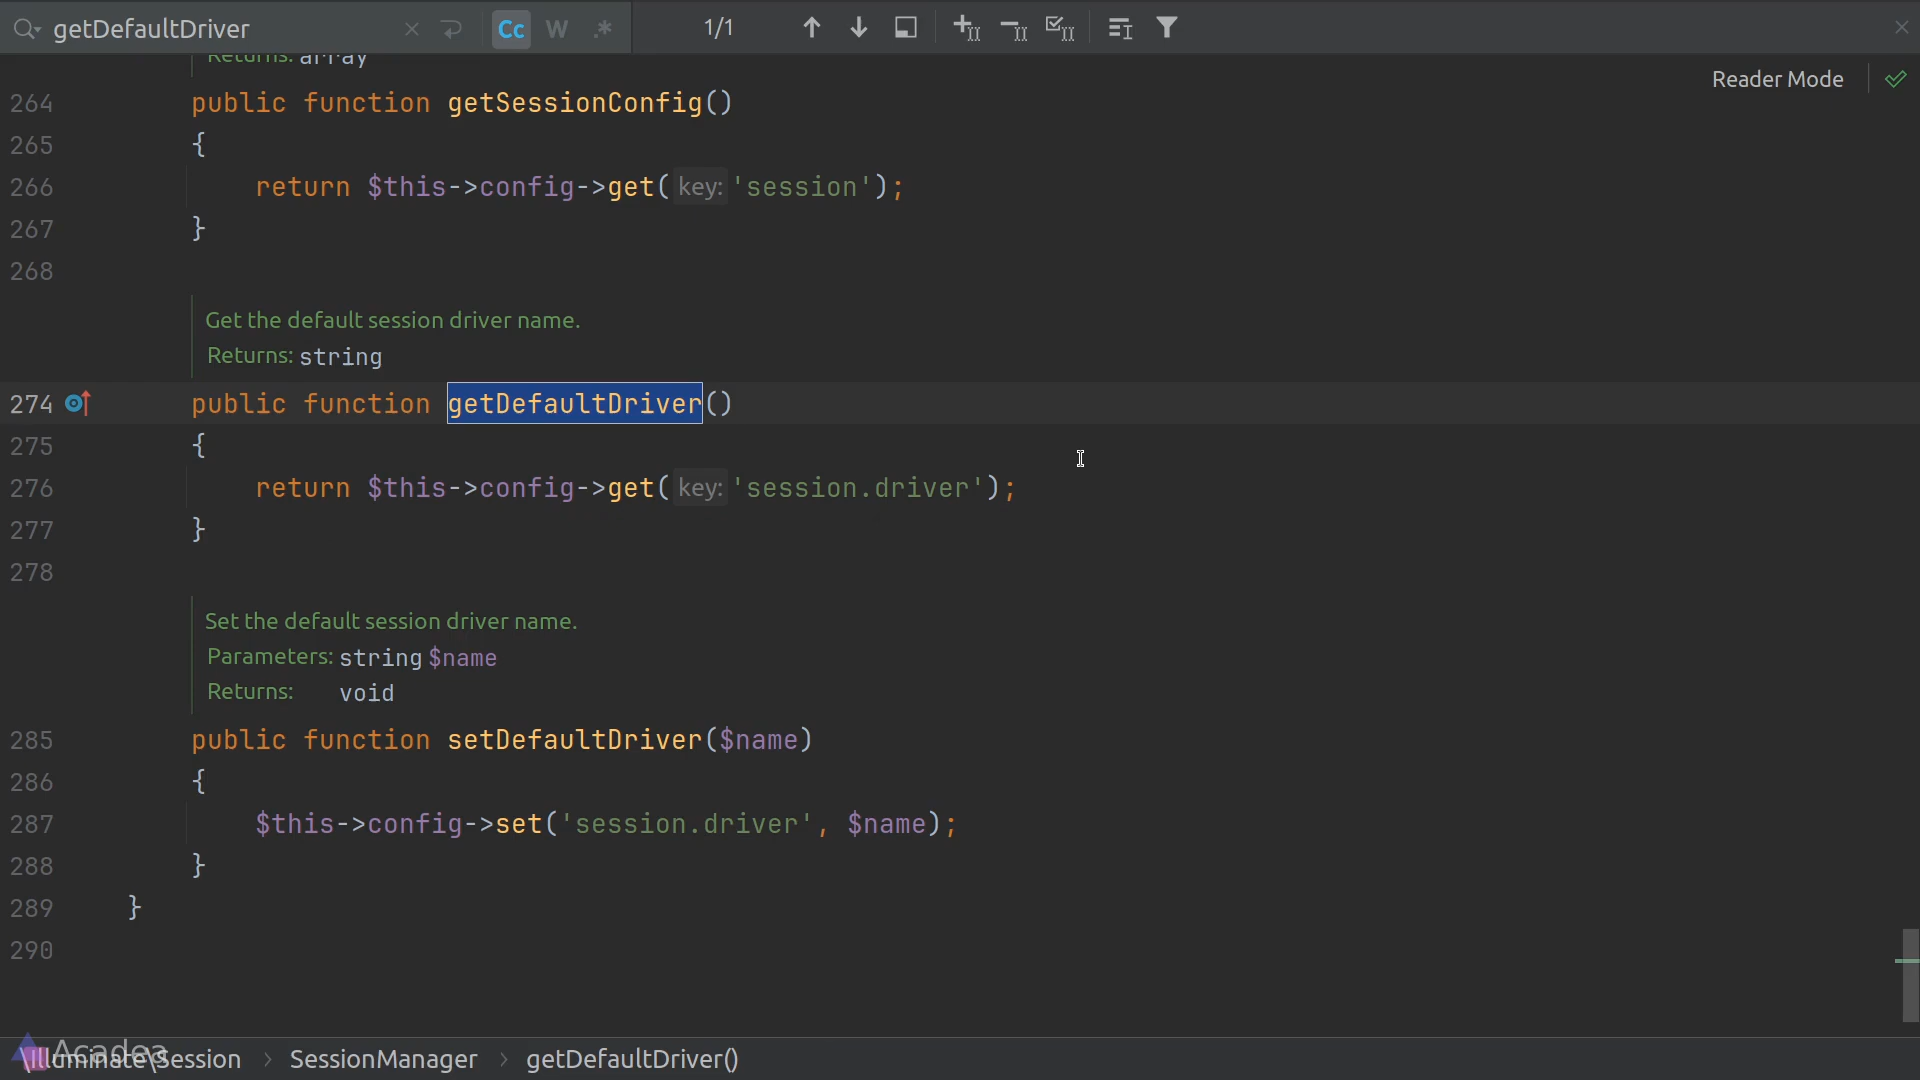 getDefaultDriver
Cc W .* 1/1
Returns: array
Reader Mode
264 public function getSessionConfig()
265 {
266 return $this->config->get( key: 'session');
267 }
268
Get the default session driver name.
Returns: string
274 public function getDefaultDriver()
275 {
276 return $this->config->get( key: 'session.driver');
277 }
278
Set the default session driver name.
Parameters: string $name
Returns: void
285 public function setDefaultDriver($name)
286 {
287 $this->config->set('session.driver', $name);
288 }
289 }
290
Acadea
\Illuminate\Session › SessionManager › getDefaultDriver()